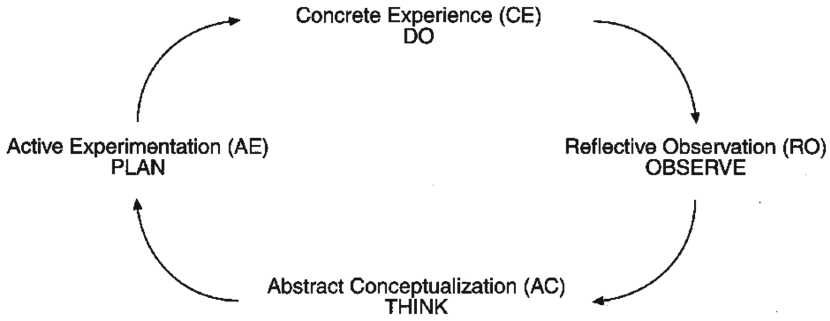 Concrete Experience (CE)
DO
Active Experimentation (AE)
PLAN
Reflective Observation (RO)
OBSERVE
Abstract Conceptualization (AC)
THINK